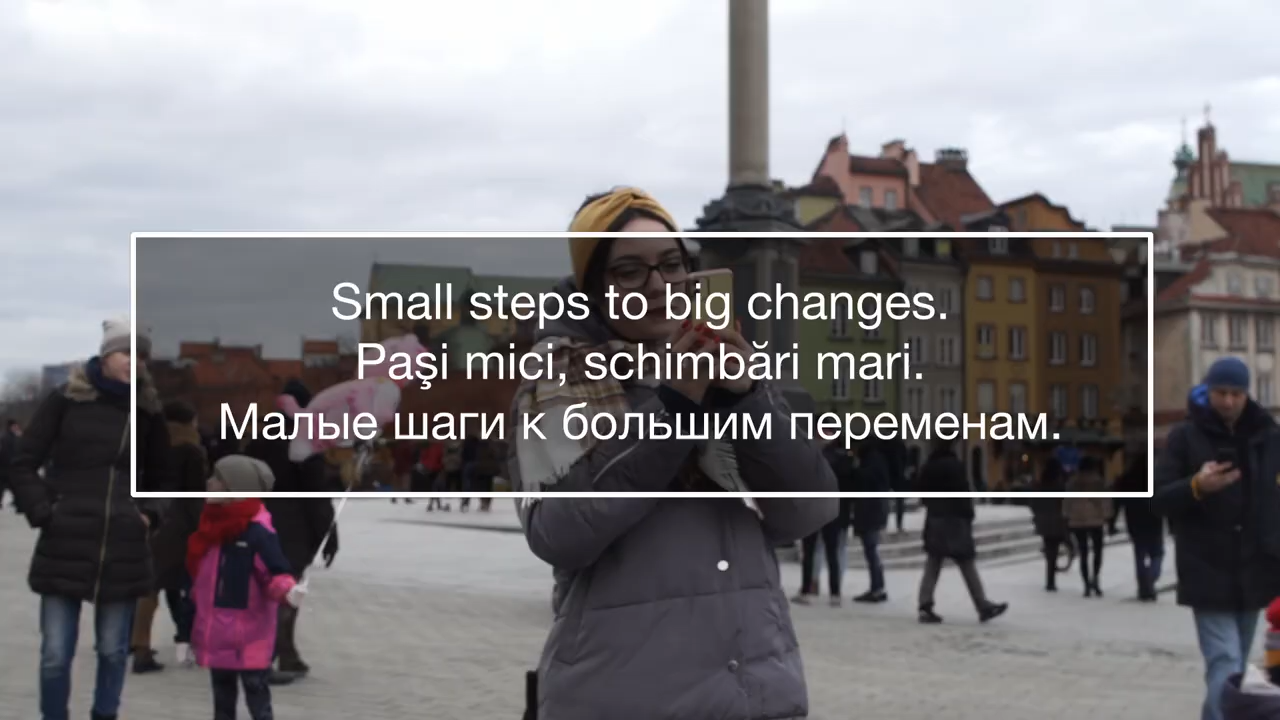 Small steps to big changes.
Paşi mici, schimbări mari.
Малые шаги к большим переменам.